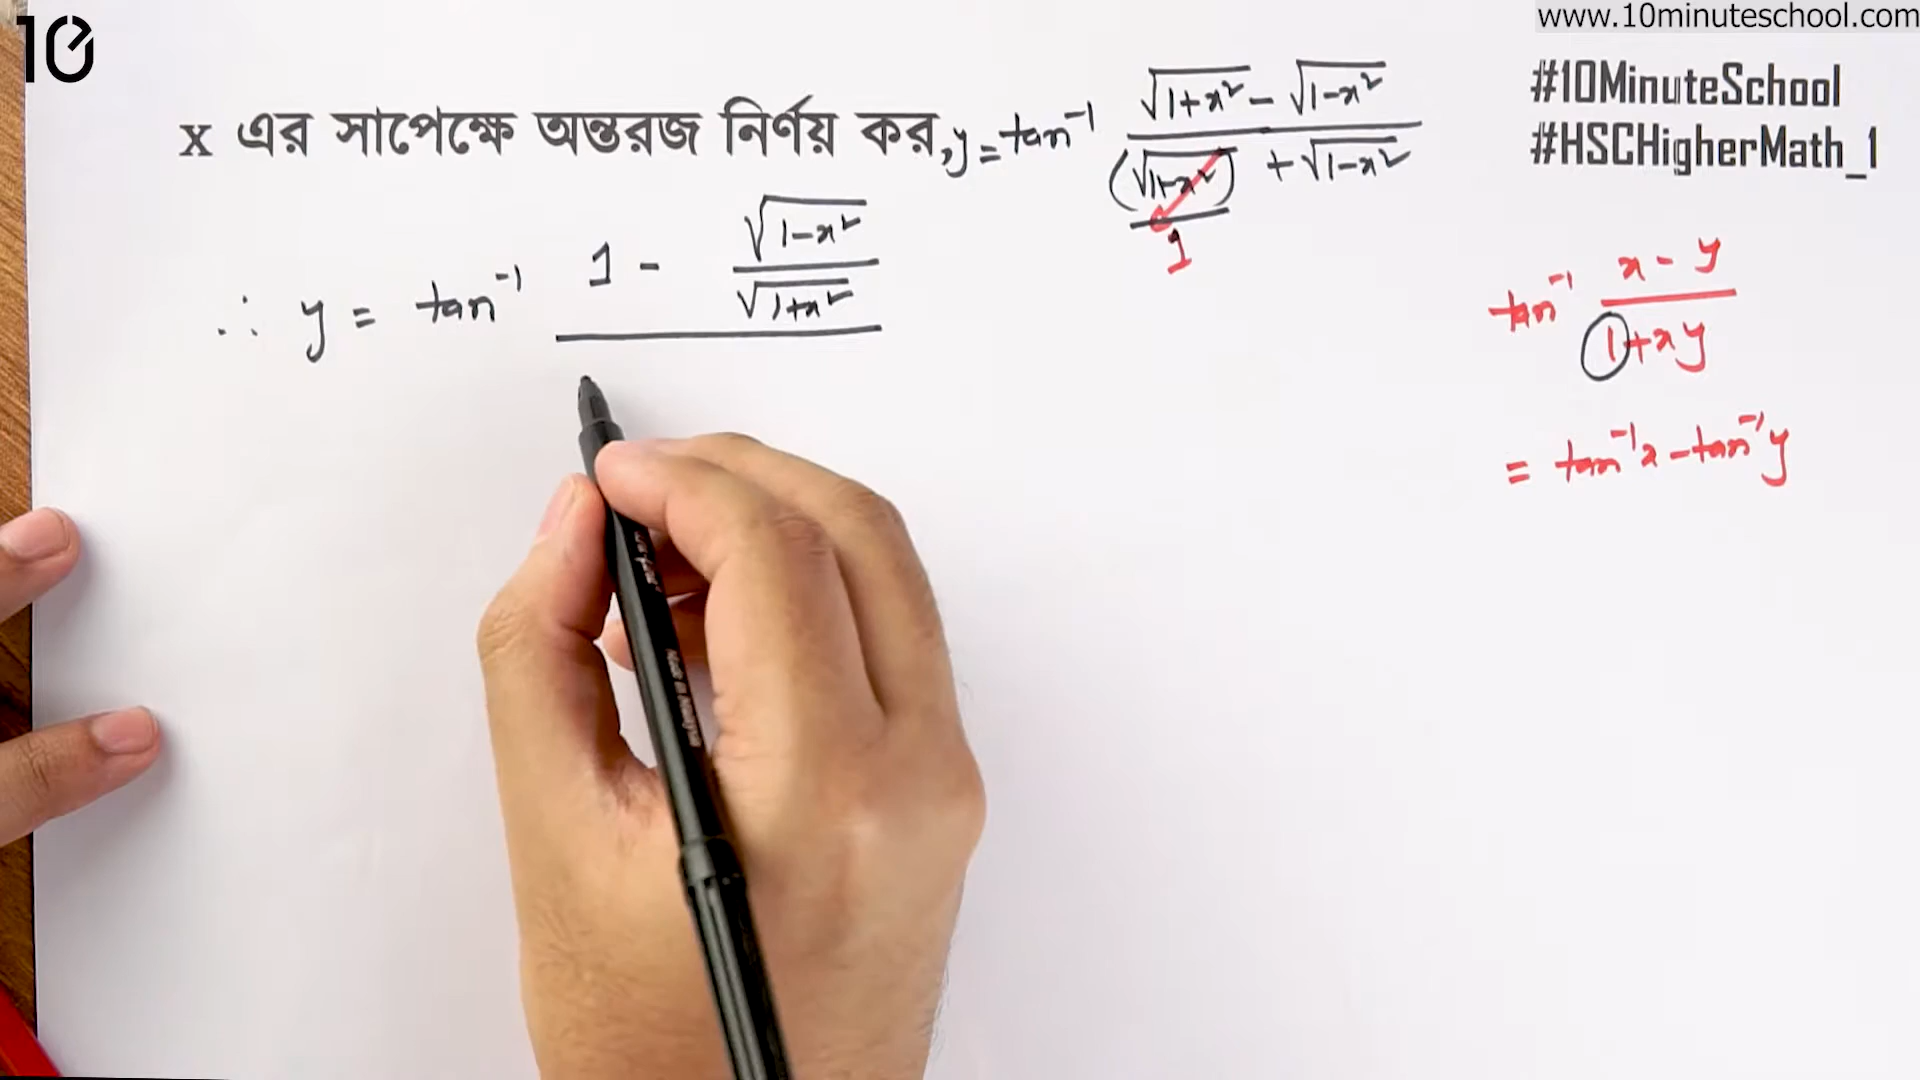 10
www.10minuteschool.com
#10MinuteSchool
#HSCHigherMath_1
x এর সাপেক্ষে অন্তরজ নির্ণয় কর, y = tan⁻¹ (√(1+x²) - √(1-x²)) / ((√(1+x²)) + √(1-x²))
1
∴ y = tan⁻¹ 1 - √(1-x²) / √(1+x²)
tan⁻¹ (x - y) / (1 + xy)
= tan⁻¹x - tan⁻¹y